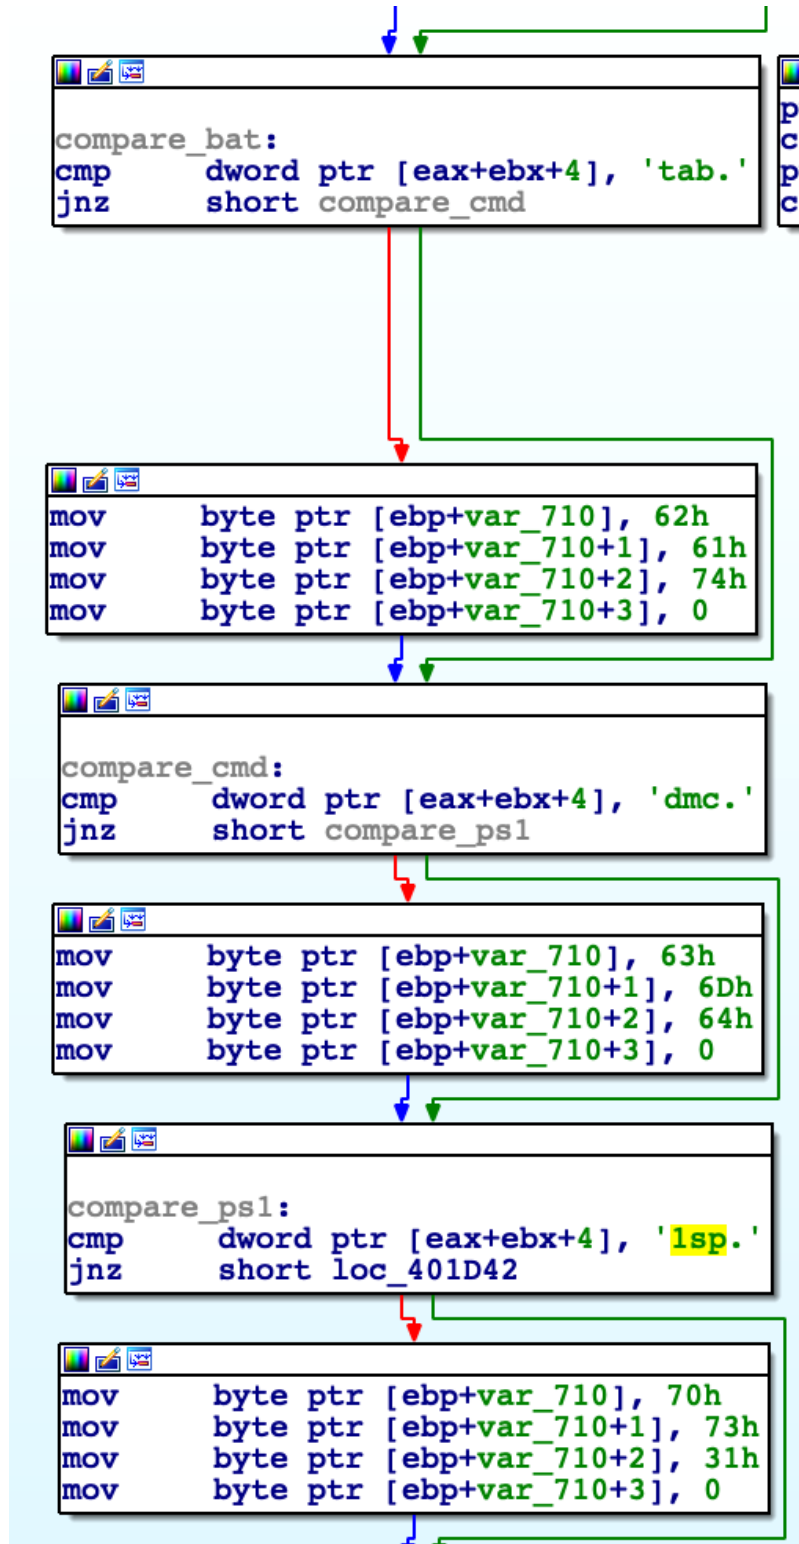 compare_bat:
cmp dword ptr [eax+ebx+4], 'tab.'
jnz short compare_cmd
p
c
p
c
mov byte ptr [ebp+var_710], 62h
mov byte ptr [ebp+var_710+1], 61h
mov byte ptr [ebp+var_710+2], 74h
mov byte ptr [ebp+var_710+3], 0
compare_cmd:
cmp dword ptr [eax+ebx+4], 'dmc.'
jnz short compare_ps1
mov byte ptr [ebp+var_710], 63h
mov byte ptr [ebp+var_710+1], 6Dh
mov byte ptr [ebp+var_710+2], 64h
mov byte ptr [ebp+var_710+3], 0
compare_ps1:
cmp dword ptr [eax+ebx+4], '1sp.'
jnz short loc_401D42
mov byte ptr [ebp+var_710], 70h
mov byte ptr [ebp+var_710+1], 73h
mov byte ptr [ebp+var_710+2], 31h
mov byte ptr [ebp+var_710+3], 0